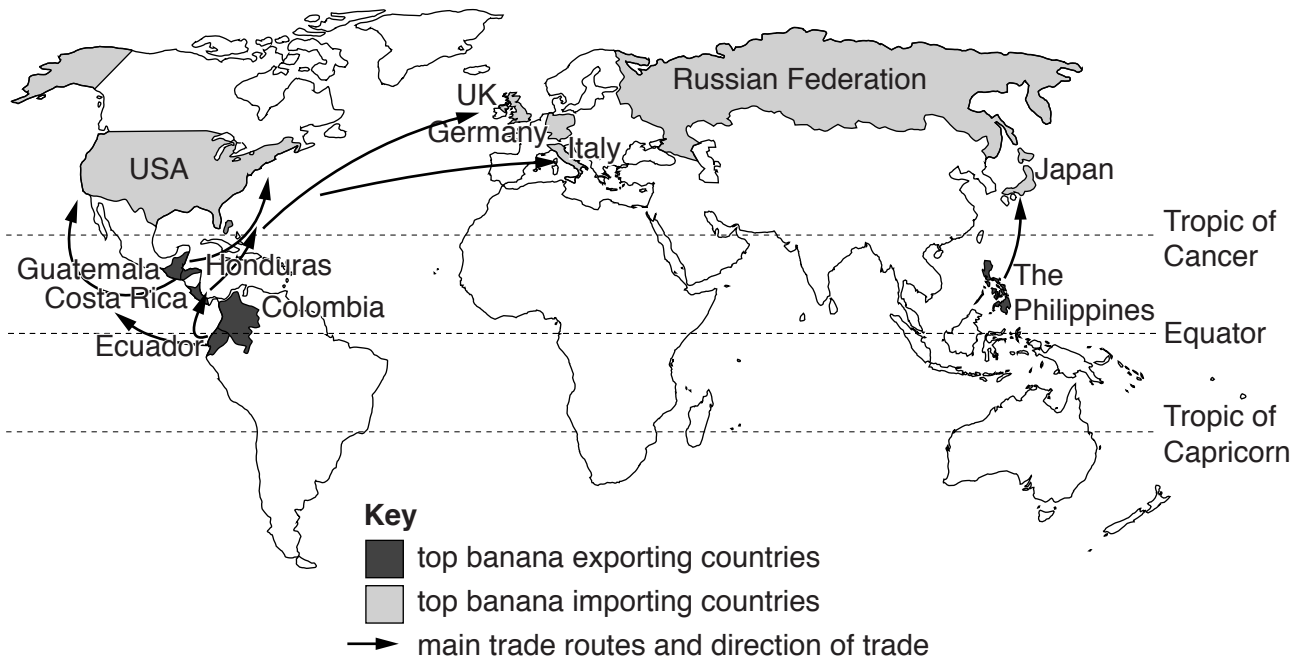 Russian Federation
UK
Germany
Italy
USA
Japan
Tropic of
Cancer
Guatemala
Honduras
Costa Rica
Colombia
The
Philippines
Ecuador
Equator
Tropic of
Capricorn
Key
top banana exporting countries
top banana importing countries
main trade routes and direction of trade